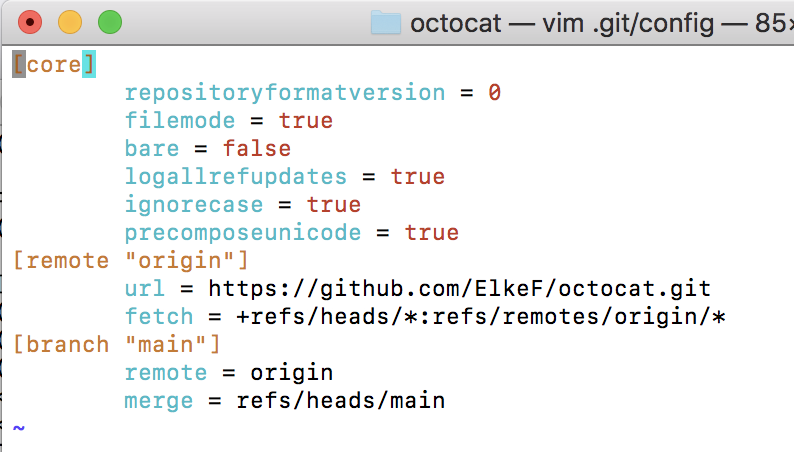 octocat — vim .git/config — 85×
[core]
repositoryformatversion = 0
filemode = true
bare = false
logallrefupdates = true
ignorecase = true
precomposeunicode = true
[remote "origin"]
url = https://github.com/ElkeF/octocat.git
fetch = +refs/heads/*:refs/remotes/origin/*
[branch "main"]
remote = origin
merge = refs/heads/main
~